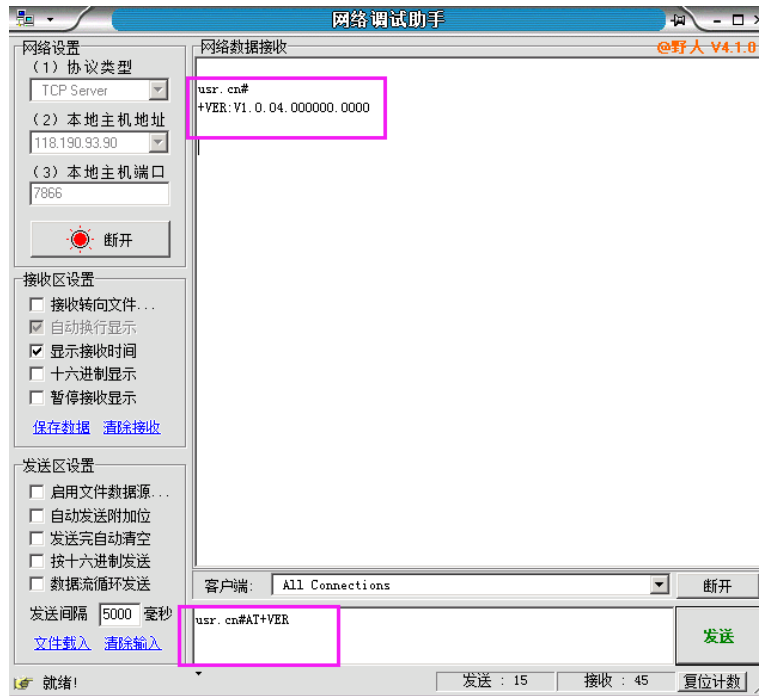 网络调试助手
网络设置
(1) 协议类型
TCP Server
(2) 本地主机地址
118.190.93.90
(3) 本地主机端口
7866
断开
接收区设置
接收转向文件...
自动换行显示
显示接收时间
十六进制显示
暂停接收显示
保存数据 清除接收
发送区设置
启用文件数据源...
自动发送附加位
发送完自动清空
按十六进制发送
数据流循环发送
发送间隔 5000 毫秒
文件载入 清除输入
网络数据接收
@野人 V4.1.0
usr.cn#
+VER:V1.0.04.000000.0000
客户端: All Connections 断开
usr.cn#AT+VER
发送
就绪! 发送 : 15 接收 : 45 复位计数